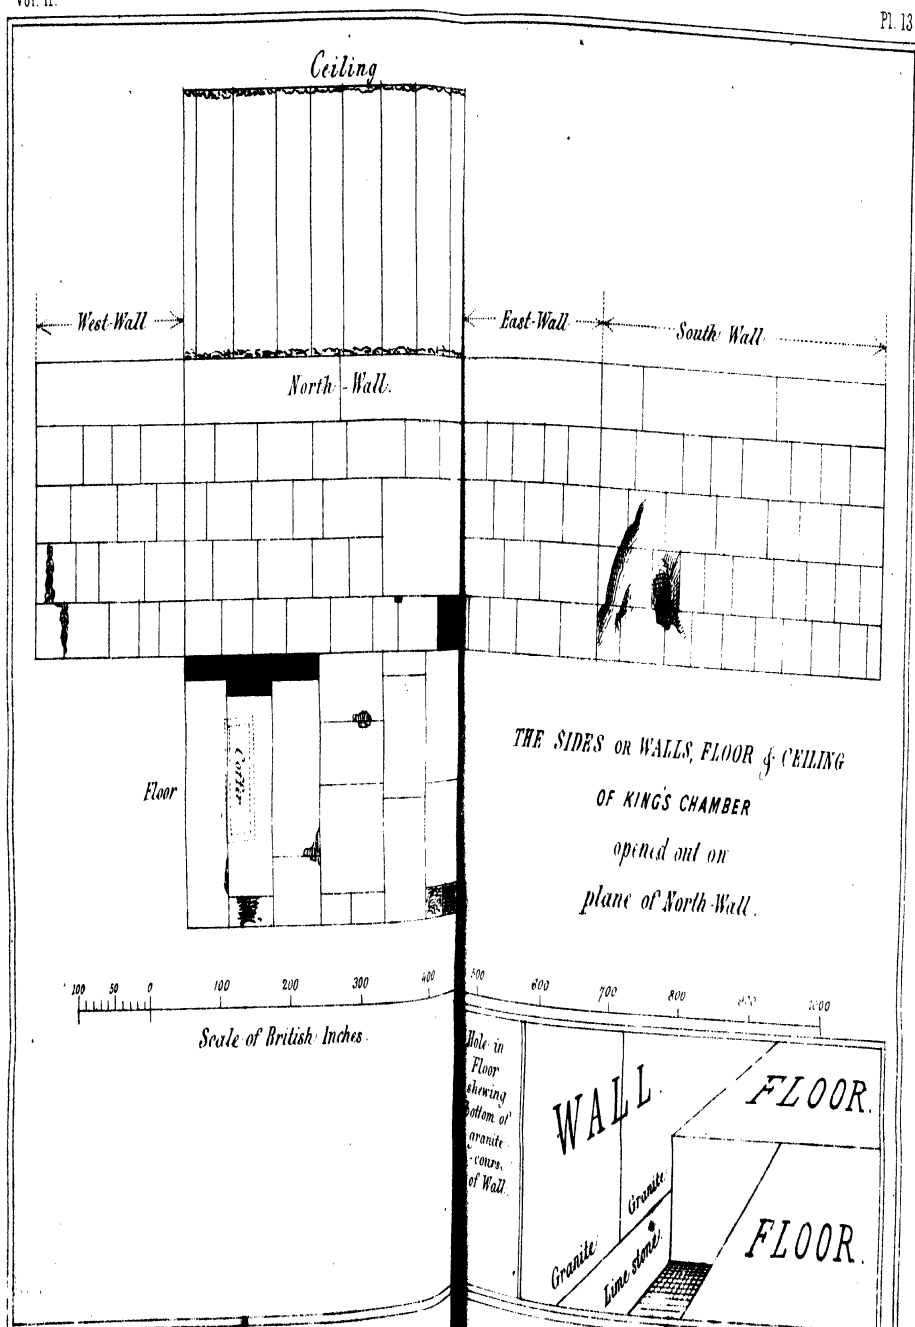 Vol. II.
Pl. 13
Ceiling
West-Wall
East-Wall
South Wall
North-Wall.
Floor
Coffer
THE SIDES OR WALLS, FLOOR & CEILING
OF KING'S CHAMBER
opened out on
plane of North-Wall.
100 50 0 100 200 300 400 500 600 700 800 900 1000
Scale of British Inches.
Hole in
Floor
shewing
bottom of
granite
cours,
of Wall.
WALL.
FLOOR.
Granite.
Granite
Lime stone.
FLOOR.